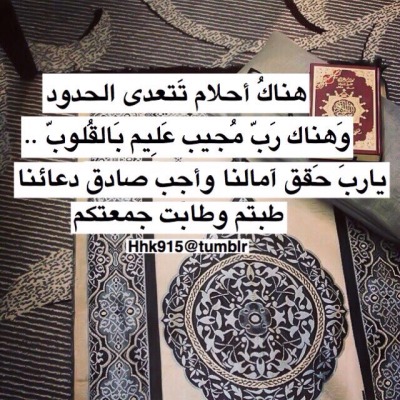 هناكُ أحلام تَتعدى الحدود
وَهناك رَبّ مُجيب عَلِيم بَالقُلوبّ ..
ياربَ حَقق آمالنا وأجب صادق دعائنا
طبتم وطابَت جمعتكم
Hhk915@tumblr